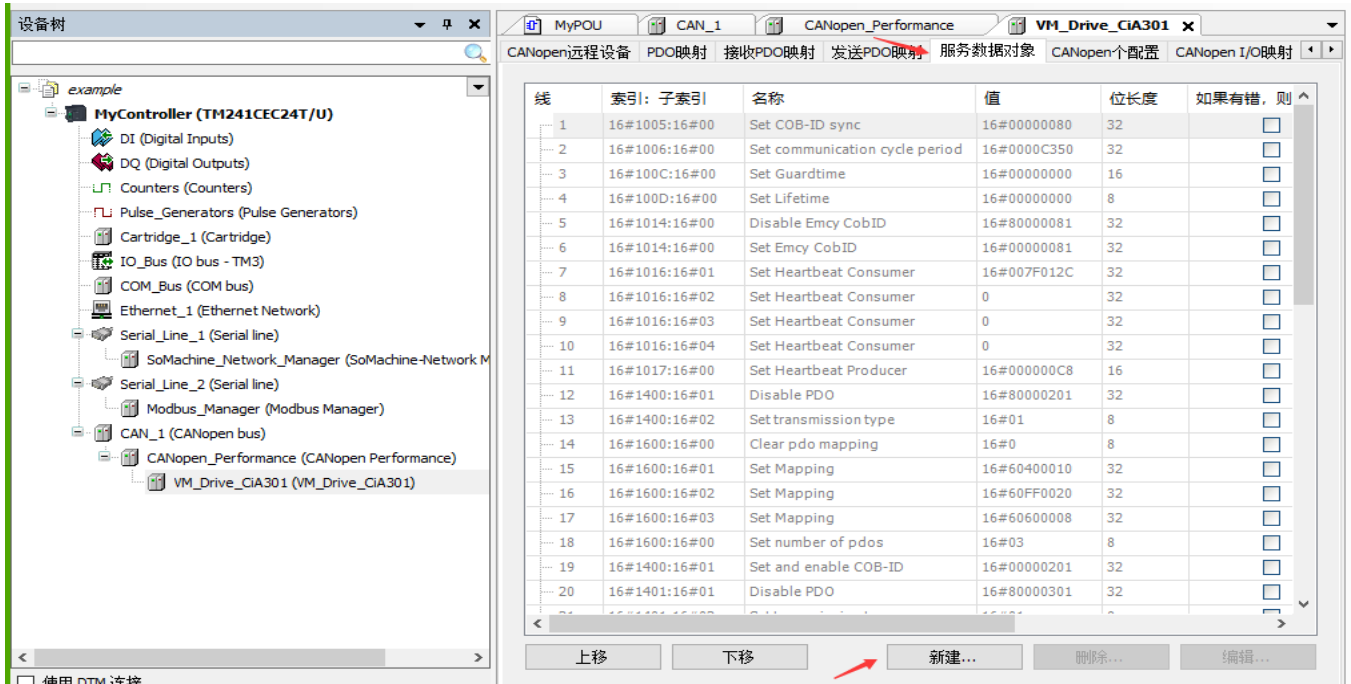 设备树
example
MyController (TM241CEC24T/U)
DI (Digital Inputs)
DQ (Digital Outputs)
Counters (Counters)
Pulse_Generators (Pulse Generators)
Cartridge_1 (Cartridge)
IO_Bus (IO bus - TM3)
COM_Bus (COM bus)
Ethernet_1 (Ethernet Network)
Serial_Line_1 (Serial line)
SoMachine_Network_Manager (SoMachine-Network M
Serial_Line_2 (Serial line)
Modbus_Manager (Modbus Manager)
CAN_1 (CANopen bus)
CANopen_Performance (CANopen Performance)
VM_Drive_CiA301 (VM_Drive_CiA301)
使用 DTM 连接
MyPOU CAN_1 CANopen_Performance VM_Drive_CiA301
CANopen远程设备 PDO映射 接收PDO映射 发送PDO映射 服务数据对象 CANopen个配置 CANopen I/O映射
线 索引：子索引 名称 值 位长度 如果有错，则
1 16#1005:16#00 Set COB-ID sync 16#00000080 32
2 16#1006:16#00 Set communication cycle period 16#0000C350 32
3 16#100C:16#00 Set Guardtime 16#00000000 16
4 16#100D:16#00 Set Lifetime 16#00000000 8
5 16#1014:16#00 Disable Emcy CobID 16#80000081 32
6 16#1014:16#00 Set Emcy CobID 16#00000081 32
7 16#1016:16#01 Set Heartbeat Consumer 16#007F012C 32
8 16#1016:16#02 Set Heartbeat Consumer 0 32
9 16#1016:16#03 Set Heartbeat Consumer 0 32
10 16#1016:16#04 Set Heartbeat Consumer 0 32
11 16#1017:16#00 Set Heartbeat Producer 16#000000C8 16
12 16#1400:16#01 Disable PDO 16#80000201 32
13 16#1400:16#02 Set transmission type 16#01 8
14 16#1600:16#00 Clear pdo mapping 16#0 8
15 16#1600:16#01 Set Mapping 16#60400010 32
16 16#1600:16#02 Set Mapping 16#60FF0020 32
17 16#1600:16#03 Set Mapping 16#60600008 32
18 16#1600:16#00 Set number of pdos 16#03 8
19 16#1400:16#01 Set and enable COB-ID 16#00000201 32
20 16#1401:16#01 Disable PDO 16#80000301 32
上移 下移 新建... 删除... 编辑...